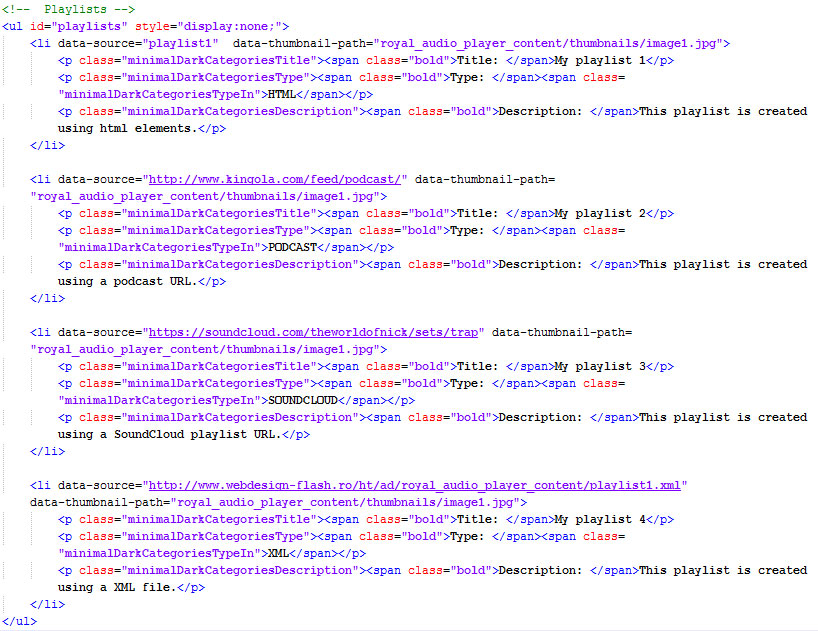 <!--  Playlists -->
<ul id="playlists" style="display:none;">
<li data-source="playlist1"  data-thumbnail-path="royal_audio_player_content/thumbnails/image1.jpg">
<p class="minimalDarkCategoriesTitle"><span class="bold">Title: </span>My playlist 1</p>
<p class="minimalDarkCategoriesType"><span class="bold">Type: </span><span class=
"minimalDarkCategoriesTypeIn">HTML</span></p>
<p class="minimalDarkCategoriesDescription"><span class="bold">Description: </span>This playlist is created
using html elements.</p>
</li>
<li data-source="http://www.kingola.com/feed/podcast/" data-thumbnail-path=
"royal_audio_player_content/thumbnails/image1.jpg">
<p class="minimalDarkCategoriesTitle"><span class="bold">Title: </span>My playlist 2</p>
<p class="minimalDarkCategoriesType"><span class="bold">Type: </span><span class=
"minimalDarkCategoriesTypeIn">PODCAST</span></p>
<p class="minimalDarkCategoriesDescription"><span class="bold">Description: </span>This playlist is created
using a podcast URL.</p>
</li>
<li data-source="https://soundcloud.com/theworldofnick/sets/trap" data-thumbnail-path=
"royal_audio_player_content/thumbnails/image1.jpg">
<p class="minimalDarkCategoriesTitle"><span class="bold">Title: </span>My playlist 3</p>
<p class="minimalDarkCategoriesType"><span class="bold">Type: </span><span class=
"minimalDarkCategoriesTypeIn">SOUNDCLOUD</span></p>
<p class="minimalDarkCategoriesDescription"><span class="bold">Description: </span>This playlist is created
using a SoundCloud playlist URL.</p>
</li>
<li data-source="http://www.webdesign-flash.ro/ht/ad/royal_audio_player_content/playlist1.xml"
data-thumbnail-path="royal_audio_player_content/thumbnails/image1.jpg">
<p class="minimalDarkCategoriesTitle"><span class="bold">Title: </span>My playlist 4</p>
<p class="minimalDarkCategoriesType"><span class="bold">Type: </span><span class=
"minimalDarkCategoriesTypeIn">XML</span></p>
<p class="minimalDarkCategoriesDescription"><span class="bold">Description: </span>This playlist is created
using a XML file.</p>
</li>
</ul>